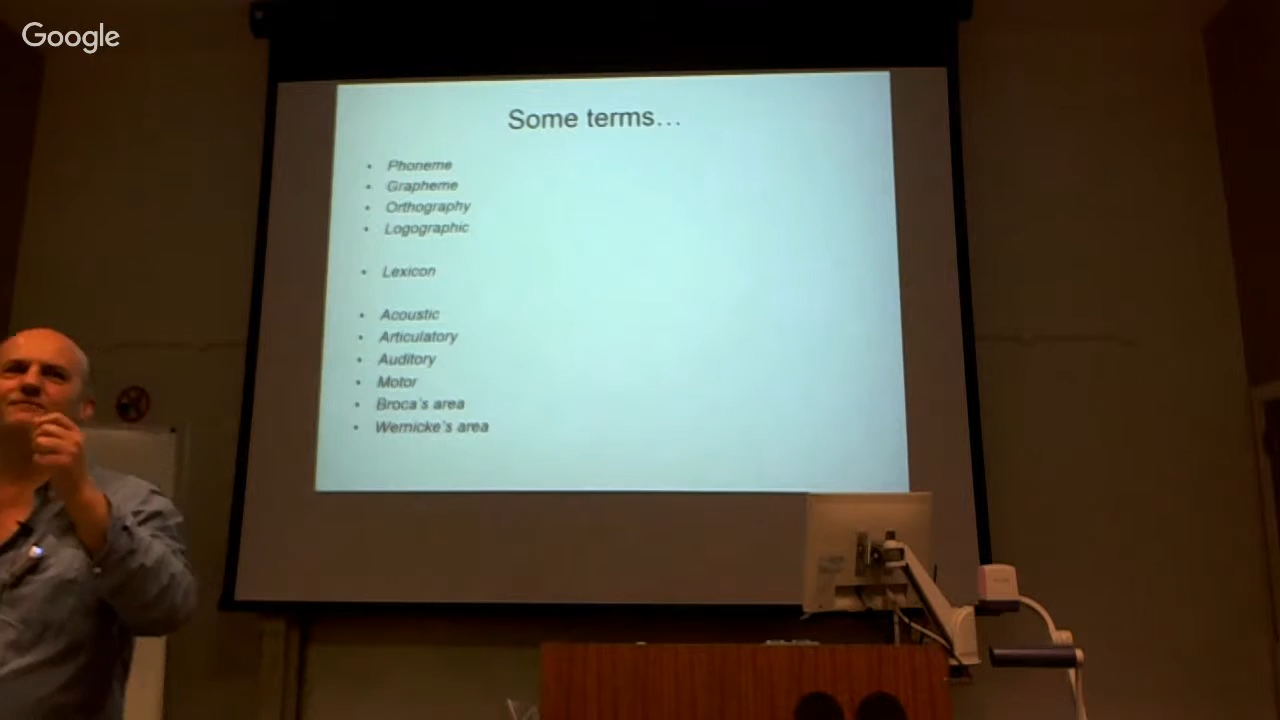 Google
Some terms…
• Phoneme
• Grapheme
• Orthography
• Logographic
• Lexicon
• Acoustic
• Articulatory
• Auditory
• Motor
• Broca's area
• Wernicke's area